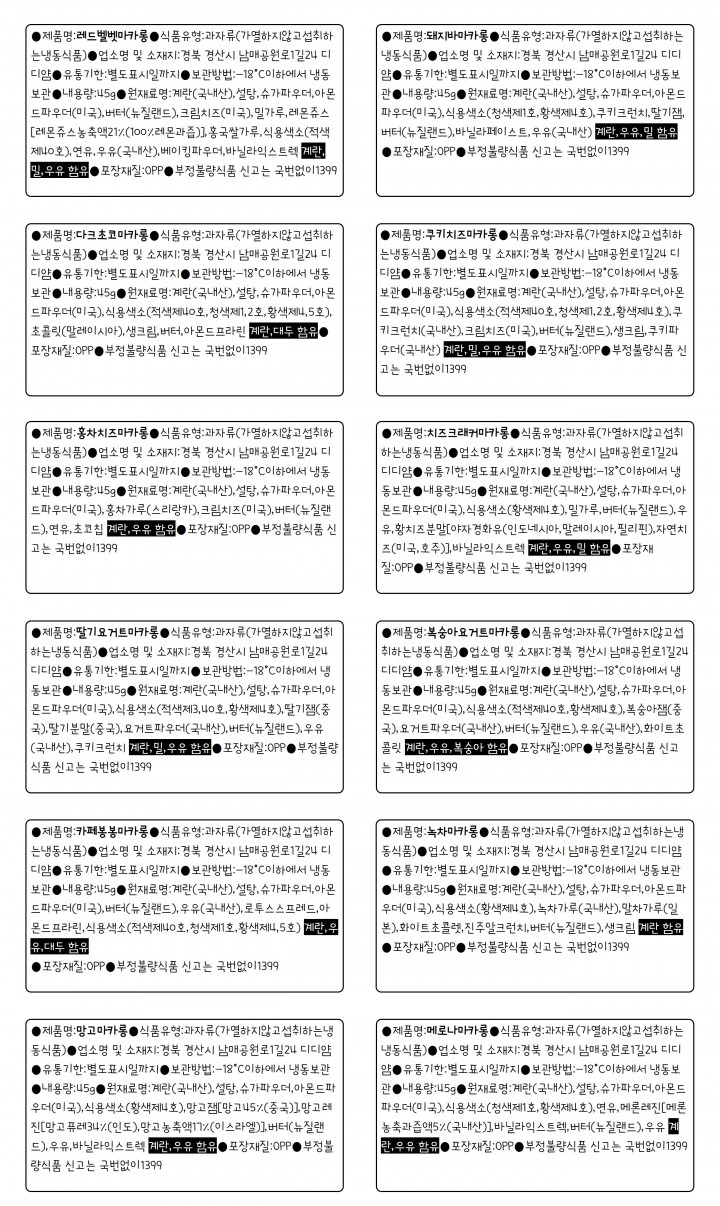 ●제품명:레드벨벳마카롱●식품유형:과자류(가열하지않고섭취하
는냉동식품)●업소명 및 소재지:경북 경산시 남매공원로1길24 디
디얌●유통기한:별도표시일까지●보관방법:-18°C이하에서 냉동
보관●내용량:45g●원재료명:계란(국내산),설탕,슈가파우더,아몬
드파우더(미국),버터(뉴질랜드),크림치즈(미국),밀가루,레몬쥬스
[레몬쥬스농축액21%(100%레몬과즙)],홍국쌀가루,식용색소(적색
제40호),연유,우유(국내산),베이킹파우더,바닐라익스트렉 계란,
밀,우유 함유●포장재질:OPP●부정불량식품 신고는 국번없이1399
●제품명:돼지바마카롱●식품유형:과자류(가열하지않고섭취하는
냉동식품)●업소명 및 소재지:경북 경산시 남매공원로1길24 디디
얌●유통기한:별도표시일까지●보관방법:-18°C이하에서 냉동보
관●내용량:45g●원재료명:계란(국내산),설탕,슈가파우더,아몬드
파우더(미국),식용색소(청색제1호,황색제4호),쿠키크런치,딸기잼,
버터(뉴질랜드),바닐라페이스트,우유(국내산) 계란,우유,밀 함유
●포장재질:OPP●부정불량식품 신고는 국번없이1399
●제품명:다크초코마카롱●식품유형:과자류(가열하지않고섭취하
는냉동식품)●업소명 및 소재지:경북 경산시 남매공원로1길24 디
디얌●유통기한:별도표시일까지●보관방법:-18°C이하에서 냉동
보관●내용량:45g●원재료명:계란(국내산),설탕,슈가파우더,아몬
드파우더(미국),식용색소(적색제40호,청색제1,2호,황색제4,5호),
초콜릿(말레이시아),생크림,버터,아몬드프라린 계란,대두 함유●
포장재질:OPP●부정불량식품 신고는 국번없이1399
●제품명:쿠키치즈마카롱●식품유형:과자류(가열하지않고섭취하
는냉동식품)●업소명 및 소재지:경북 경산시 남매공원로1길24 디
디얌●유통기한:별도표시일까지●보관방법:-18°C이하에서 냉동
보관●내용량:45g●원재료명:계란(국내산),설탕,슈가파우더,아몬
드파우더(미국),식용색소(적색제40호,청색제1,2호,황색제4호),쿠
키크런치(국내산),크림치즈(미국),버터(뉴질랜드),생크림,쿠키파
우더(국내산) 계란,밀,우유 함유●포장재질:OPP●부정불량식품 신
고는 국번없이1399
●제품명:홍차치즈마카롱●식품유형:과자류(가열하지않고섭취하
는냉동식품)●업소명 및 소재지:경북 경산시 남매공원로1길24 디
디얌●유통기한:별도표시일까지●보관방법:-18°C이하에서 냉동
보관●내용량:45g●원재료명:계란(국내산),설탕,슈가파우더,아몬
드파우더(미국),홍차가루(스리랑카),크림치즈(미국),버터(뉴질랜
드),연유,초코칩 계란,우유 함유●포장재질:OPP●부정불량식품 신
고는 국번없이1399
●제품명:치즈크래커마카롱●식품유형:과자류(가열하지않고섭취
하는냉동식품)●업소명 및 소재지:경북 경산시 남매공원로1길24
디디얌●유통기한:별도표시일까지●보관방법:-18°C이하에서 냉
동보관●내용량:45g●원재료명:계란(국내산),설탕,슈가파우더,아
몬드파우더(미국),식용색소(황색제4호),밀가루,버터(뉴질랜드),우
유,황치즈분말[야자경화유(인도네시아,말레이시아,필리핀),자연치
즈(미국,호주)],바닐라익스트렉 계란,우유,밀 함유●포장재
질:OPP●부정불량식품 신고는 국번없이1399
●제품명:딸기요거트마카롱●식품유형:과자류(가열하지않고섭취
하는냉동식품)●업소명 및 소재지:경북 경산시 남매공원로1길24
디디얌●유통기한:별도표시일까지●보관방법:-18°C이하에서 냉
동보관●내용량:45g●원재료명:계란(국내산),설탕,슈가파우더,아
몬드파우더(미국),식용색소(적색제3,40호,황색제4호),딸기잼(중
국),딸기분말(중국),요거트파우더(국내산),버터(뉴질랜드),우유
(국내산),쿠키크런치 계란,밀,우유 함유●포장재질:OPP●부정불량
식품 신고는 국번없이1399
●제품명:복숭아요거트마카롱●식품유형:과자류(가열하지않고섭취
하는냉동식품)●업소명 및 소재지:경북 경산시 남매공원로1길24
디디얌●유통기한:별도표시일까지●보관방법:-18°C이하에서 냉
동보관●내용량:45g●원재료명:계란(국내산),설탕,슈가파우더,아
몬드파우더(미국),식용색소(적색제40호,황색제4호),복숭아잼(중
국),요거트파우더(국내산),버터(뉴질랜드),우유(국내산),화이트초
콜릿 계란,우유,복숭아 함유●포장재질:OPP●부정불량식품 신고
는 국번없이1399
●제품명:카페봉봉마카롱●식품유형:과자류(가열하지않고섭취하
는냉동식품)●업소명 및 소재지:경북 경산시 남매공원로1길24 디
디얌●유통기한:별도표시일까지●보관방법:-18°C이하에서 냉동
보관●내용량:45g●원재료명:계란(국내산),설탕,슈가파우더,아몬
드파우더(미국),버터(뉴질랜드),우유(국내산),로투스스프레드,아
몬드프라린,식용색소(적색제40호,청색제1호,황색제4,5호) 계란,우
유,대두 함유
●포장재질:OPP●부정불량식품 신고는 국번없이1399
●제품명:녹차마카롱●식품유형:과자류(가열하지않고섭취하는냉
동식품)●업소명 및 소재지:경북 경산시 남매공원로1길24 디디얌
●유통기한:별도표시일까지●보관방법:-18°C이하에서 냉동보관
●내용량:45g●원재료명:계란(국내산),설탕,슈가파우더,아몬드파
우더(미국),식용색소(황색제4호),녹차가루(국내산),말차가루(일
본),화이트초콜렛,진주알크런치,버터(뉴질랜드),생크림 계란 함유
●포장재질:OPP●부정불량식품 신고는 국번없이1399
●제품명:망고마카롱●식품유형:과자류(가열하지않고섭취하는냉
동식품)●업소명 및 소재지:경북 경산시 남매공원로1길24 디디얌
●유통기한:별도표시일까지●보관방법:-18°C이하에서 냉동보관
●내용량:45g●원재료명:계란(국내산),설탕,슈가파우더,아몬드파
우더(미국),식용색소(황색제4호),망고잼[망고45%(중국)],망고레
진[망고퓨레34%(인도),망고농축액17%(이스라엘)],버터(뉴질랜
드),우유,바닐라익스트렉 계란,우유 함유●포장재질:OPP●부정불
량식품 신고는 국번없이1399
●제품명:메로나마카롱●식품유형:과자류(가열하지않고섭취하는
냉동식품)●업소명 및 소재지:경북 경산시 남매공원로1길24 디디
얌●유통기한:별도표시일까지●보관방법:-18°C이하에서 냉동보
관●내용량:45g●원재료명:계란(국내산),설탕,슈가파우더,아몬드
파우더(미국),식용색소(청색제1호,황색제4호),연유,메론레진[메론
농축과즙액5%(국내산)],바닐라익스트렉,버터(뉴질랜드),우유 계
란,우유 함유●포장재질:OPP●부정불량식품 신고는 국번없이1399